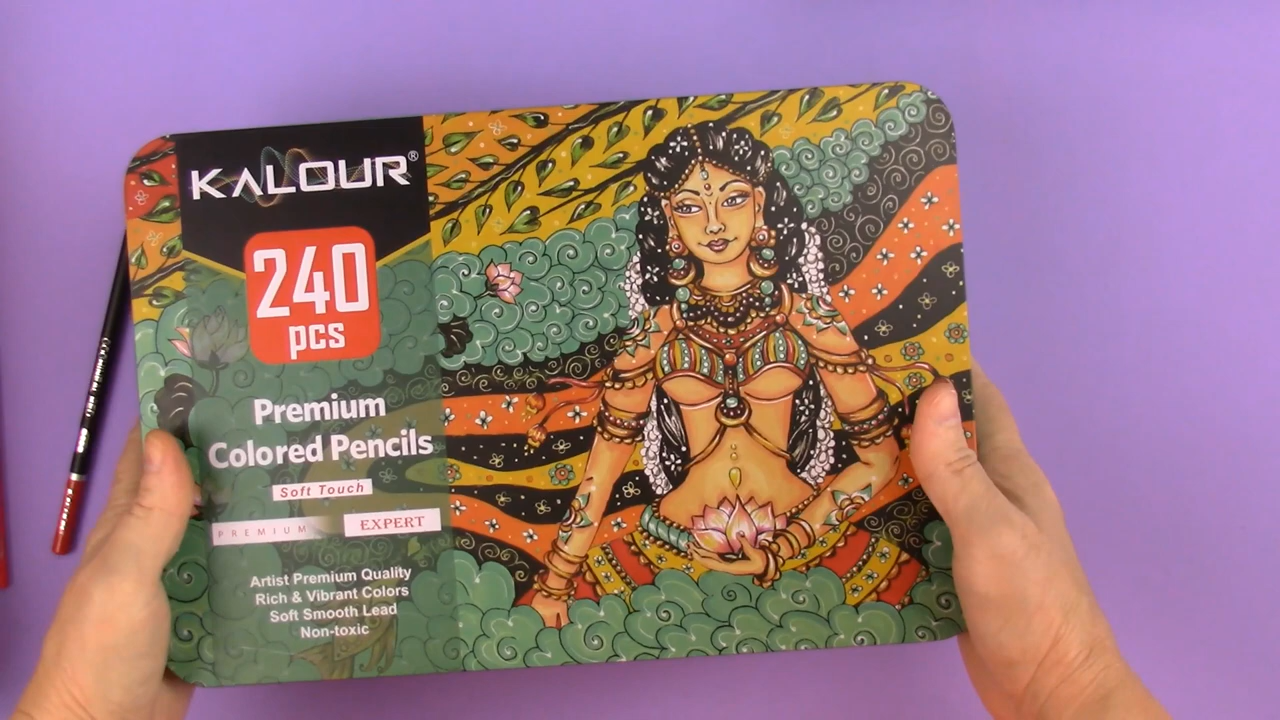 KALOUR®
240
pcs
Premium
Colored Pencils
Soft Touch
PREMIUM
EXPERT
Artist Premium Quality
Rich & Vibrant Colors
Soft Smooth Lead
Non-toxic